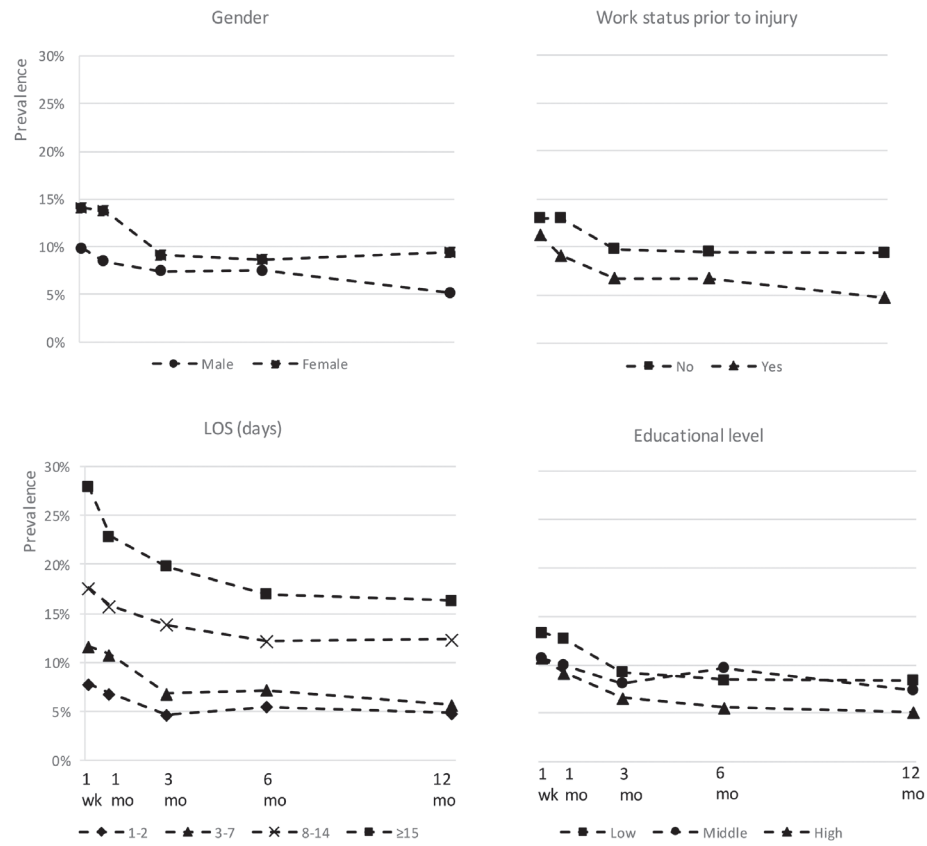 Gender
Prevalence
30%
25%
20%
15%
10%
5%
0%
Male Female
Work status prior to injury
No Yes
LOS (days)
Prevalence
30%
25%
20%
15%
10%
5%
0%
1 1 3 6 12
wk mo mo mo mo
1-2 3-7 8-14 ≥15
Educational level
1 1 3 6 12
wk mo mo mo mo
Low Middle High